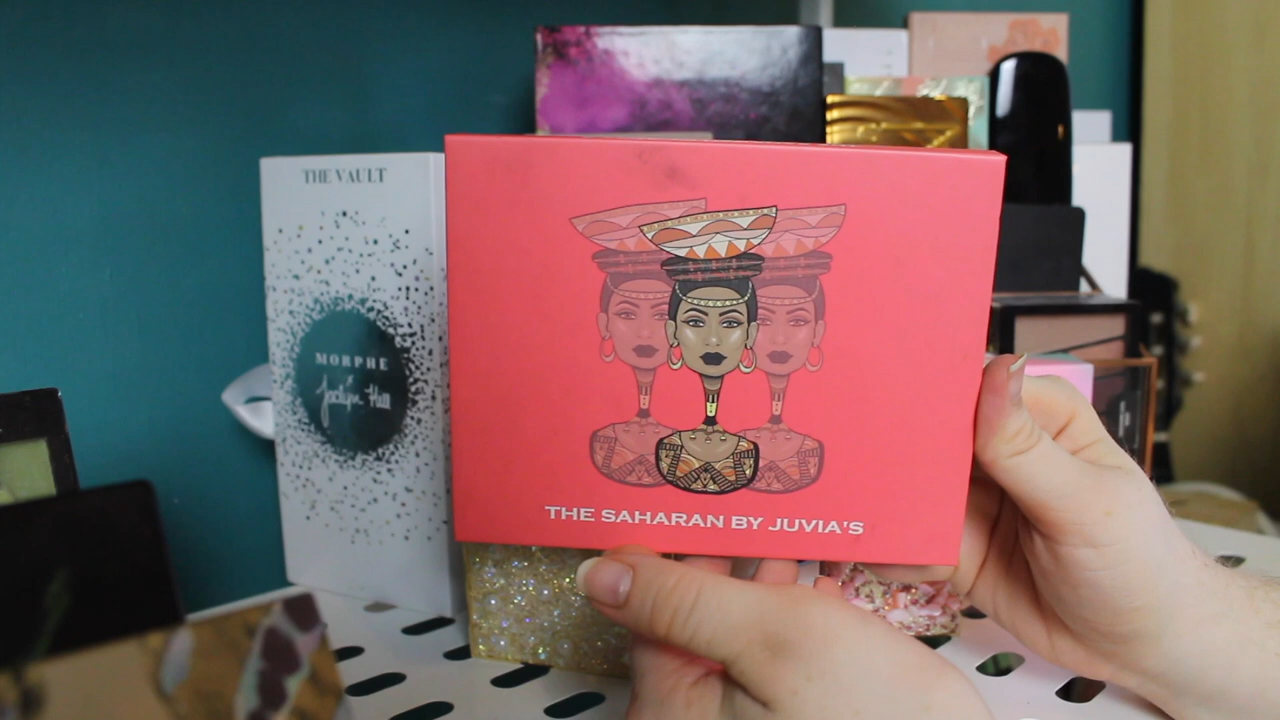 THE VAULT
MORPHE
X
Jaclyn Hill
THE SAHARAN BY JUVIA'S